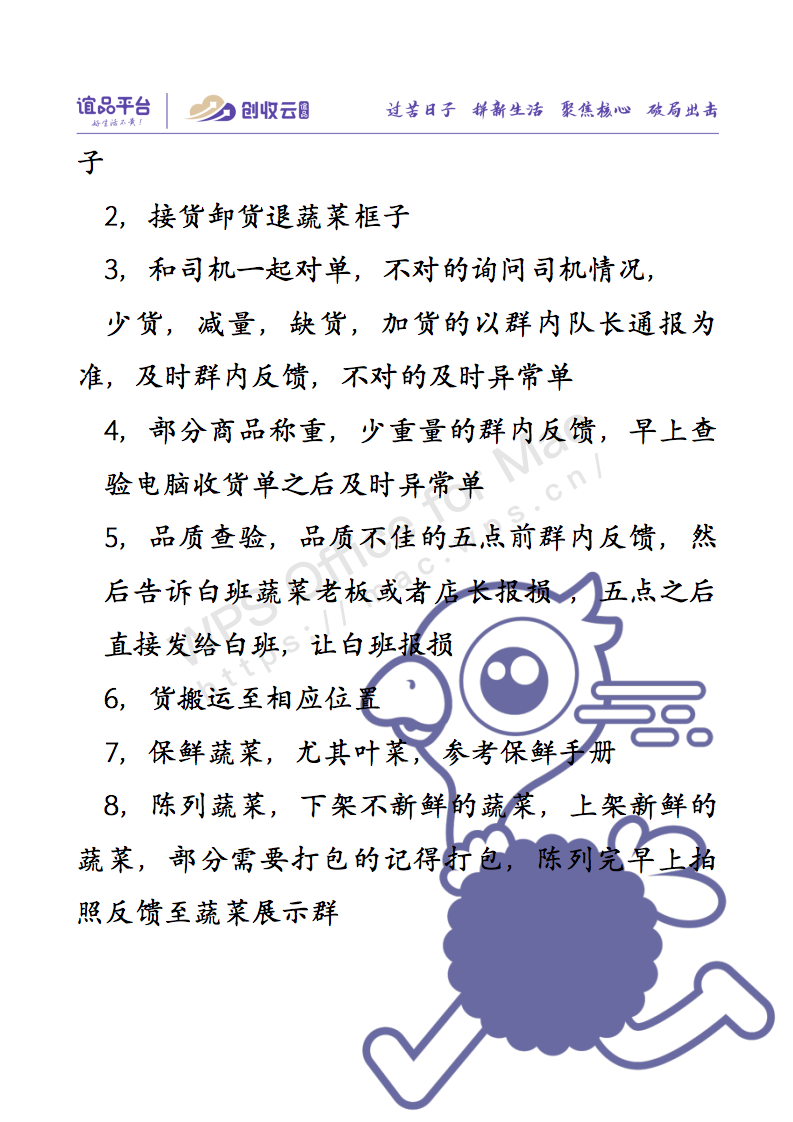 谊品平台
好生活不贵！
创收云谊品
过苦日子 拼新生活 聚焦核心 破局出击
子
2，接货卸货退蔬菜框子
3，和司机一起对单，不对的询问司机情况，
少货，减量，缺货，加货的以群内队长通报为
准，及时群内反馈，不对的及时异常单
4，部分商品称重，少重量的群内反馈，早上查
验电脑收货单之后及时异常单
5，品质查验，品质不佳的五点前群内反馈，然
后告诉白班蔬菜老板或者店长报损 ，五点之后
直接发给白班，让白班报损
6，货搬运至相应位置
7，保鲜蔬菜，尤其叶菜，参考保鲜手册
8，陈列蔬菜，下架不新鲜的蔬菜，上架新鲜的
蔬菜，部分需要打包的记得打包，陈列完早上拍
照反馈至蔬菜展示群
WPS Office for Mac
https://mac.wps.cn/